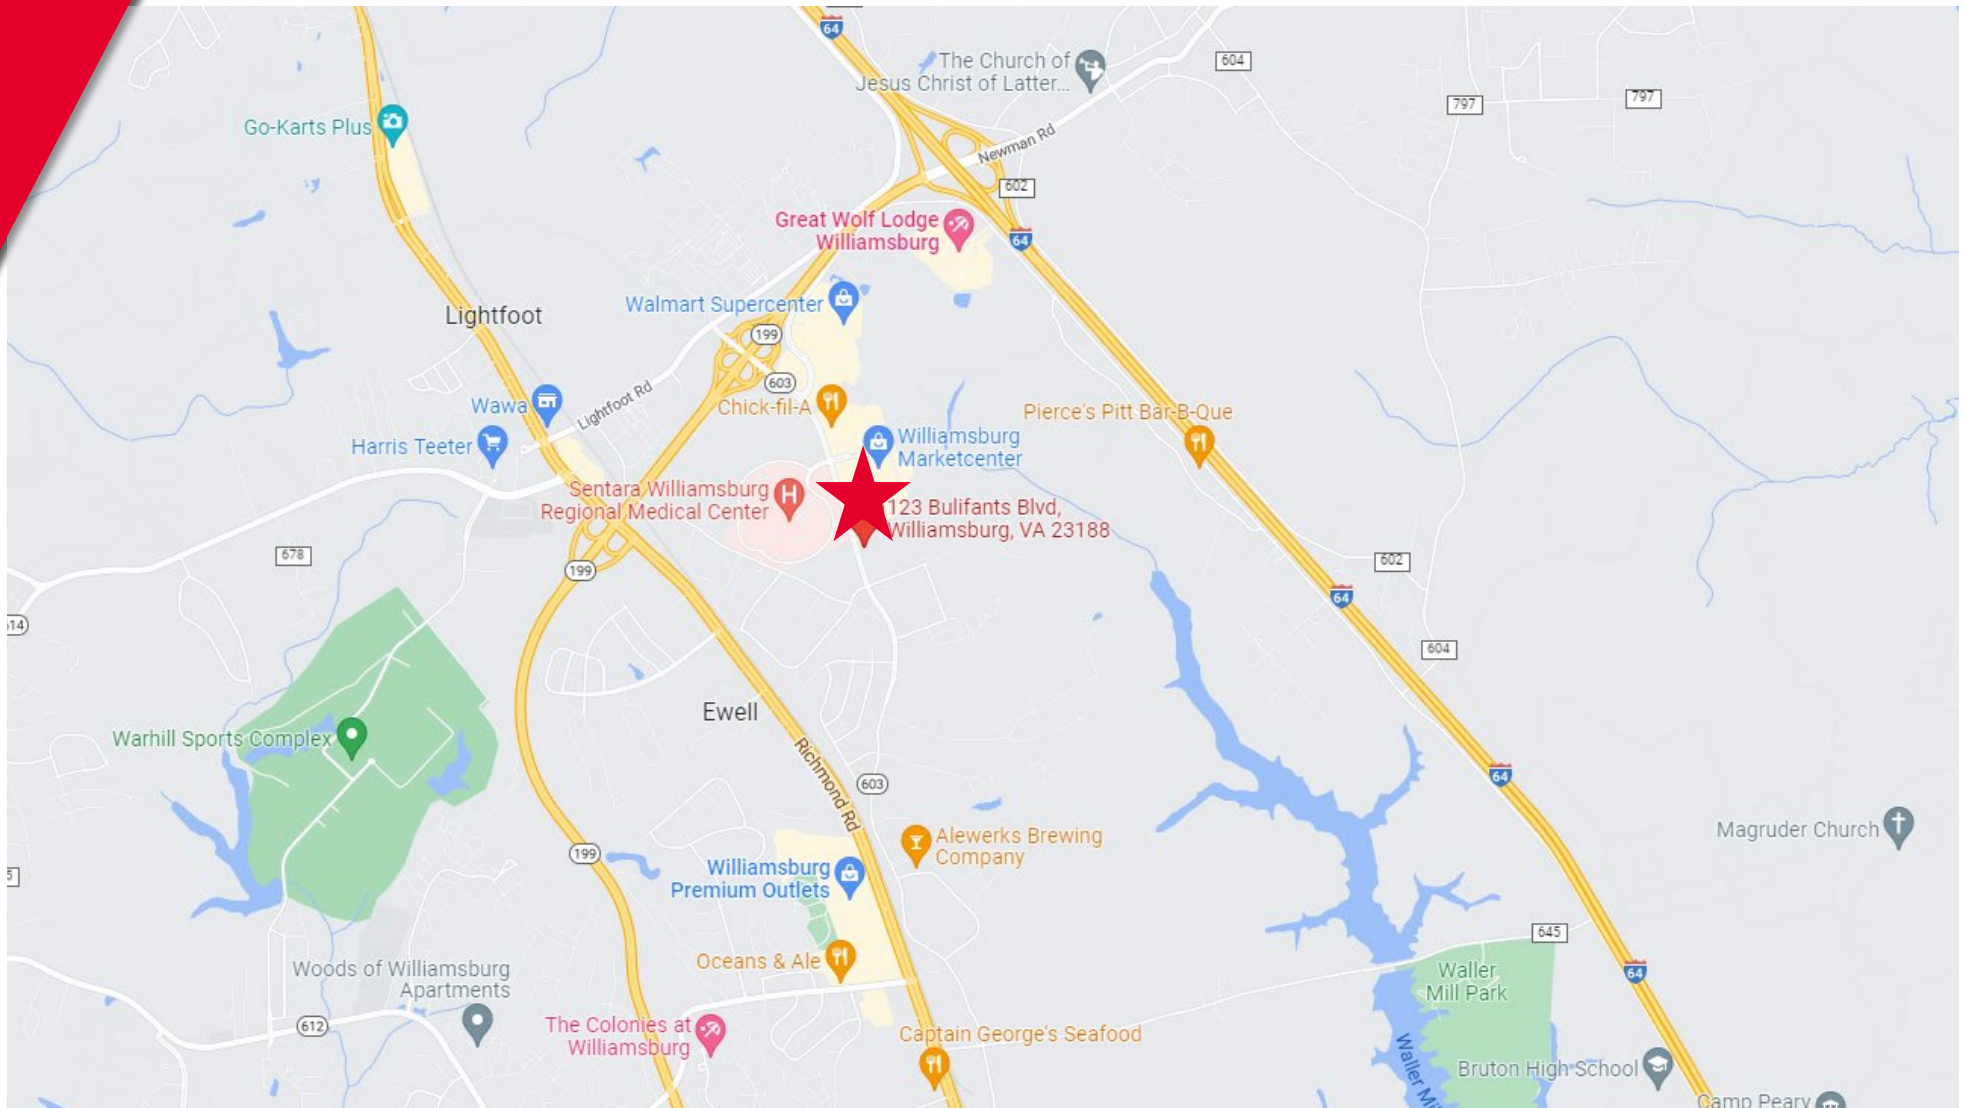 64
The Church of
Jesus Christ of Latter...
604
797
797
Go-Karts Plus
Newman Rd
602
Great Wolf Lodge
Williamsburg
64
Walmart Supercenter
Lightfoot
199
603
Lightfoot Rd
Wawa
Chick-fil-A
Pierce's Pitt Bar-B-Que
Harris Teeter
Williamsburg
Marketcenter
Sentara Williamsburg
Regional Medical Center
H
123 Bulifants Blvd,
Williamsburg, VA 23188
678
199
602
64
614
604
Ewell
Warhill Sports Complex
Richmond Rd
603
64
Magruder Church
Alewerks Brewing
Company
199
Williamsburg
Premium Outlets
5
645
Oceans & Ale
Woods of Williamsburg
Apartments
Waller
Mill Park
64
612
The Colonies at
Williamsburg
Captain George's Seafood
Waller Mi
Bruton High School
Camp Peary